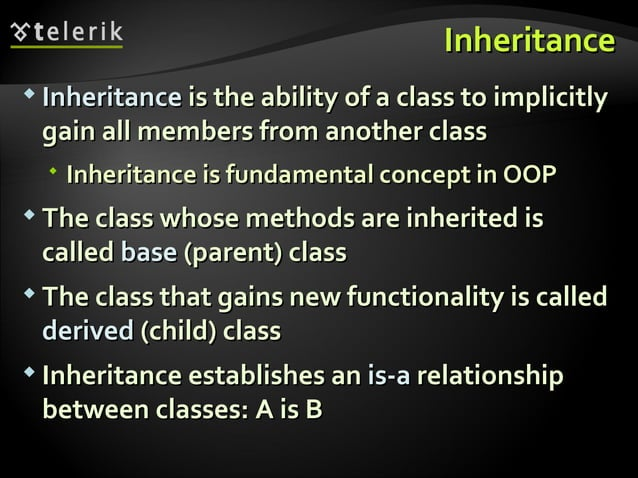 telerik
Inheritance
Inheritance is the ability of a class to implicitly
gain all members from another class
Inheritance is fundamental concept in OOP
The class whose methods are inherited is
called base (parent) class
The class that gains new functionality is called
derived (child) class
Inheritance establishes an is-a relationship
between classes: A is B